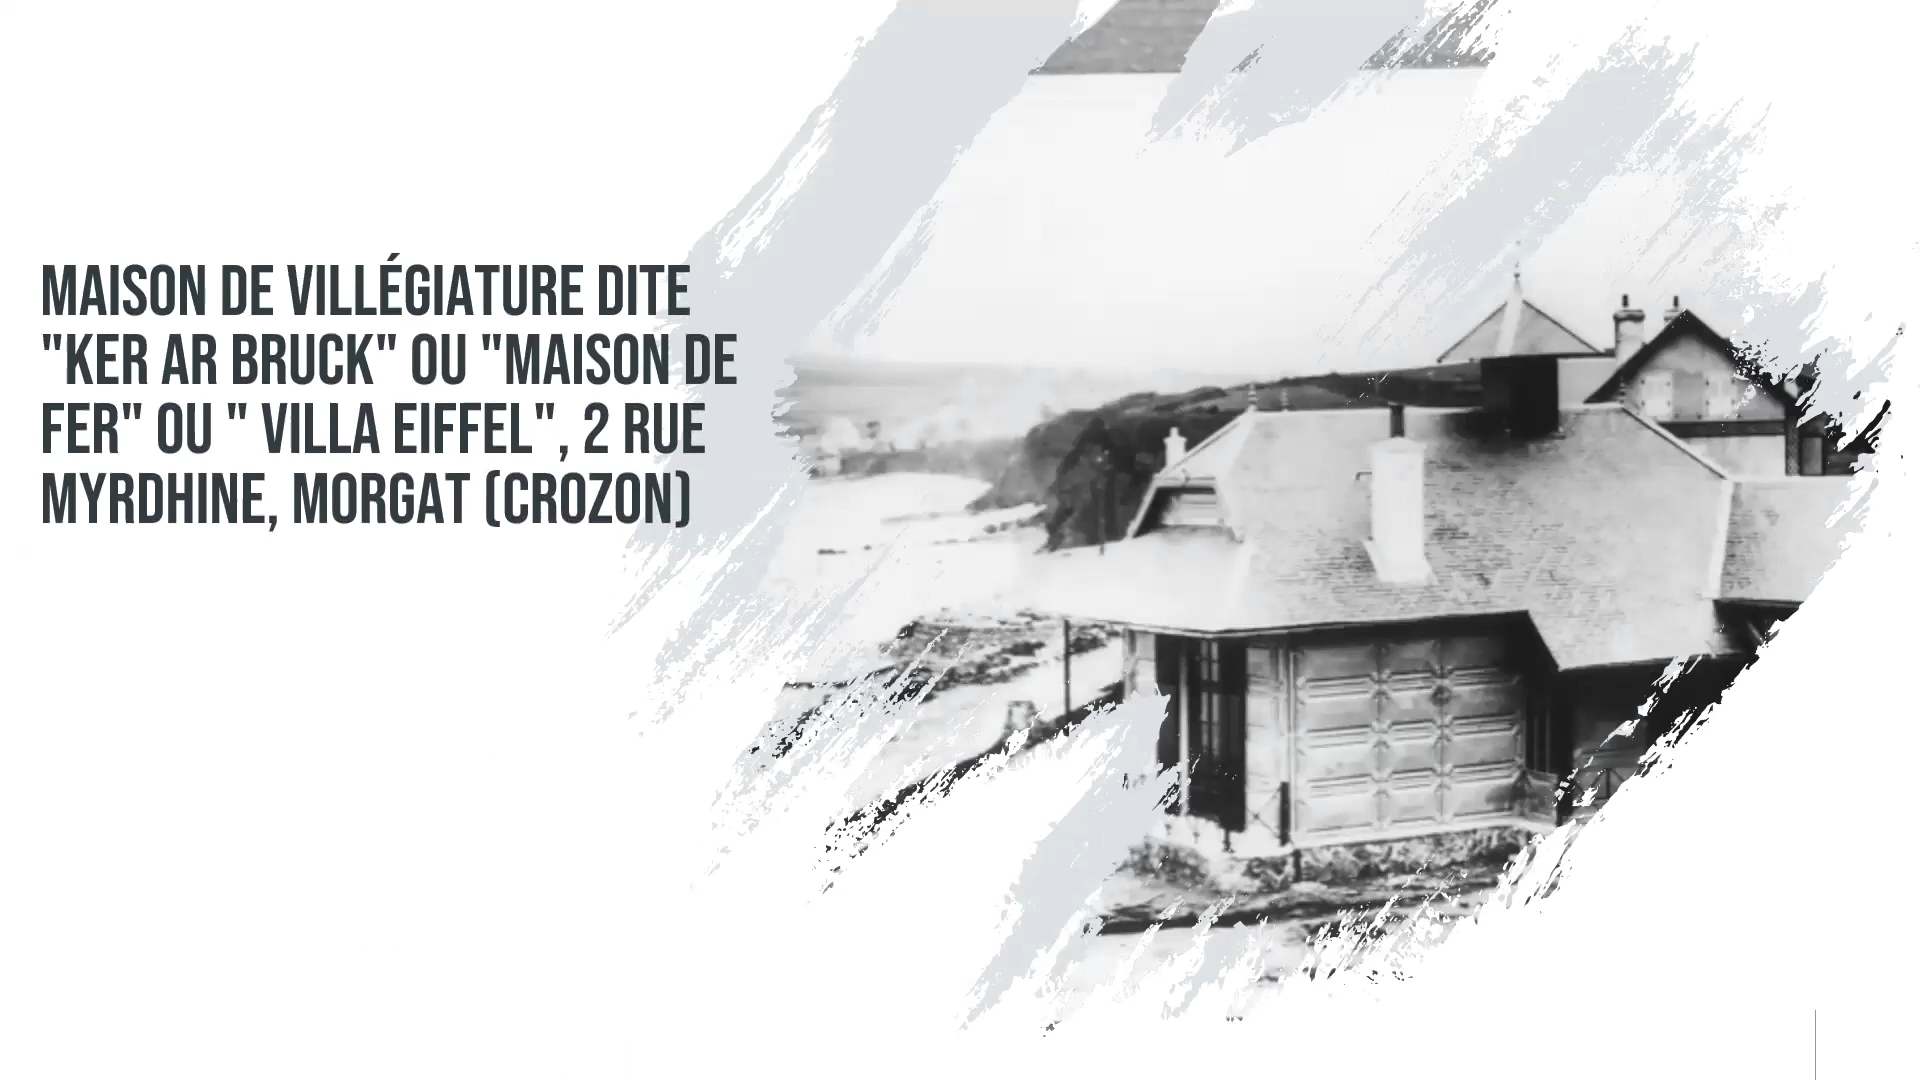 MAISON DE VILLÉGIATURE DITE
"KER AR BRUCK" OU "MAISON DE
FER" OU " VILLA EIFFEL", 2 RUE
MYRDHINE, MORGAT (CROZON)